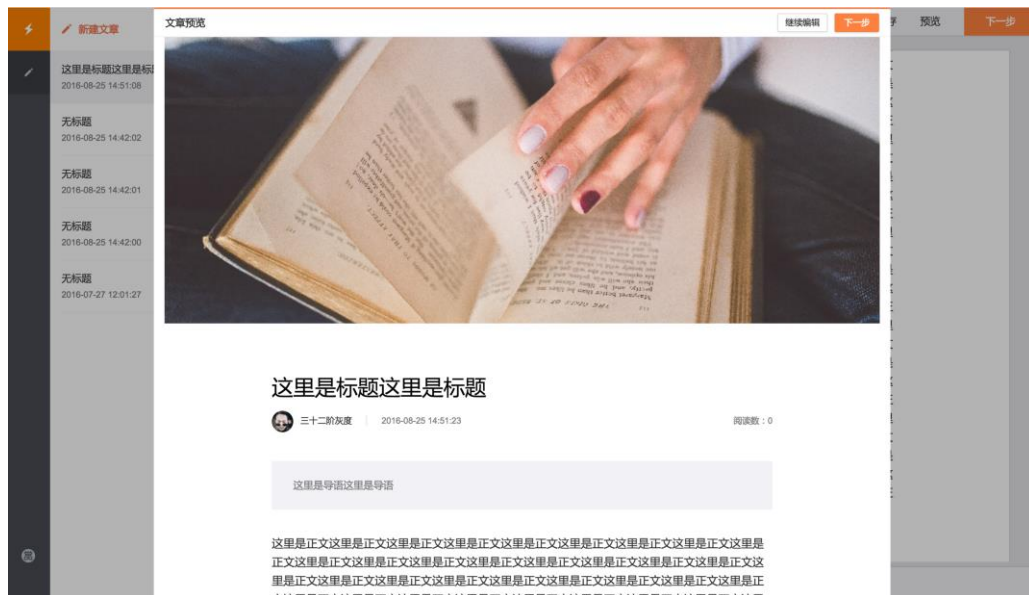 新建文章
文章预览
继续编辑
下一步
预览
下一步
这里是标题这里是标
2016-08-25 14:51:08
无标题
2016-08-25 14:42:02
无标题
2016-08-25 14:42:01
无标题
2016-08-25 14:42:00
无标题
2016-07-27 12:01:27
这里是标题这里是标题
三十二阶灰度
2016-08-25 14:51:23
阅读数：0
这里是导语这里是导语
这里是正文这里是正文这里是正文这里是正文这里是正文这里是正文这里是正文这里是
正文这里是正文这里是正文这里是正文这里是正文这里是正文这里是正文这里是正文这
里是正文这里是正文这里是正文这里是正文这里是正文这里是正文这里是正文这里是正